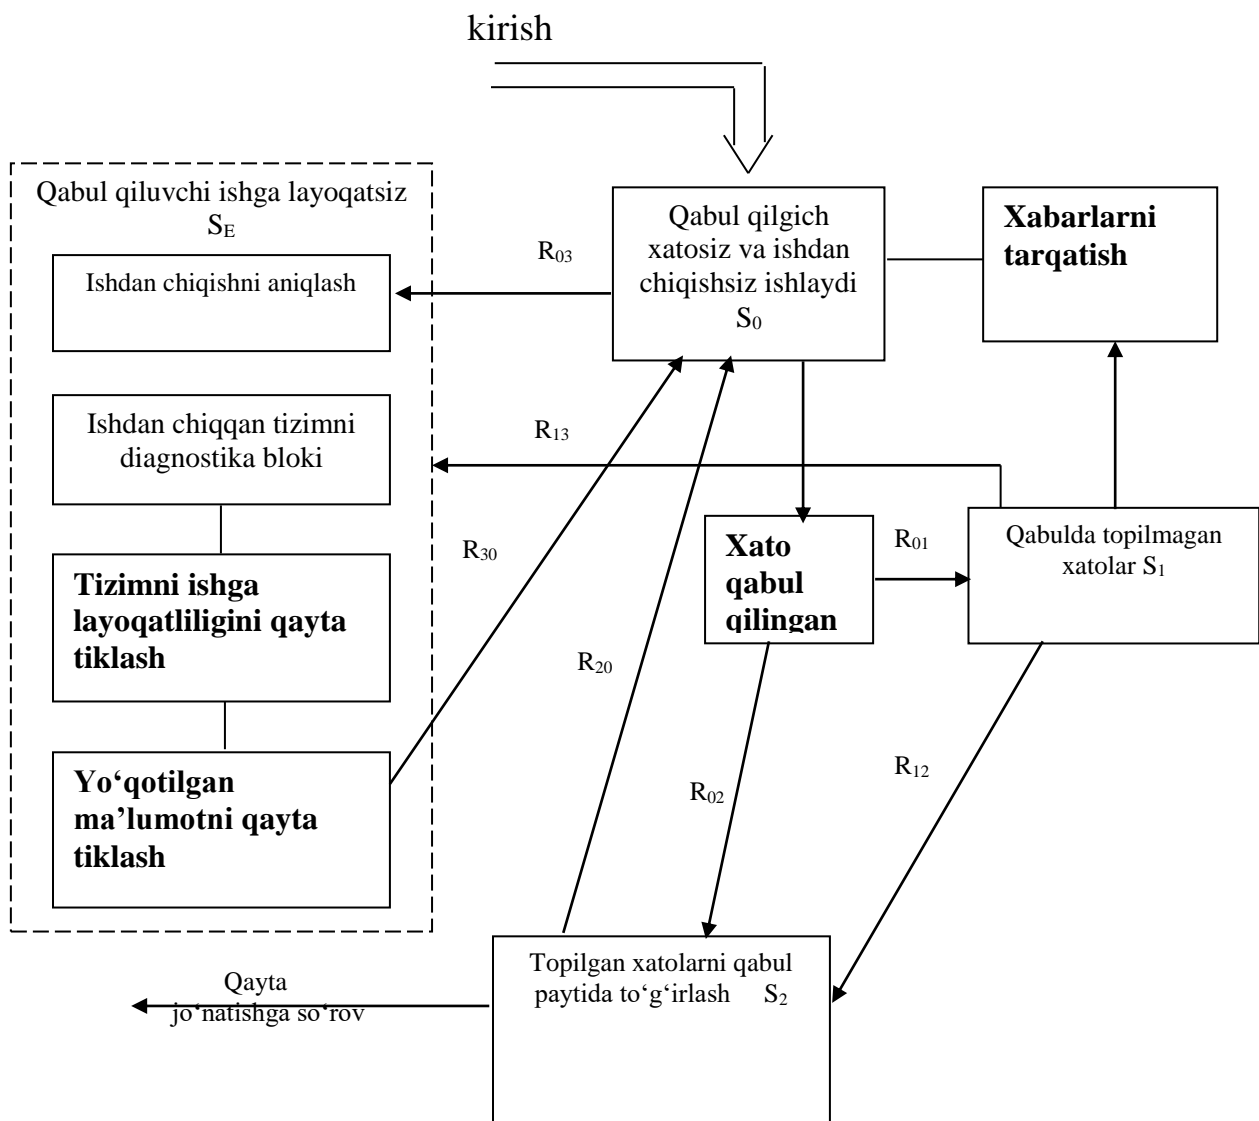 kirish
Qabul qiluvchi ishga layoqatsiz
S_E
Ishdan chiqishni aniqlash
Ishdan chiqqan tizimni
diagnostika bloki
Tizimni ishga
layoqatliligini qayta
tiklash
Yo‘qotilgan
ma’lumotni qayta
tiklash
R₀₃
Qabul qilgich
xatosiz va ishdan
chiqishsiz ishlaydi
S₀
Xabarlarni
tarqatish
R₁₃
R₃₀
Xato
qabul
qilingan
R₀₁
Qabulda topilmagan
xatolar S₁
R₂₀
R₀₂
R₁₂
Topilgan xatolarni qabul
paytida to‘g‘irlash S₂
Qayta
jo‘natishga so‘rov